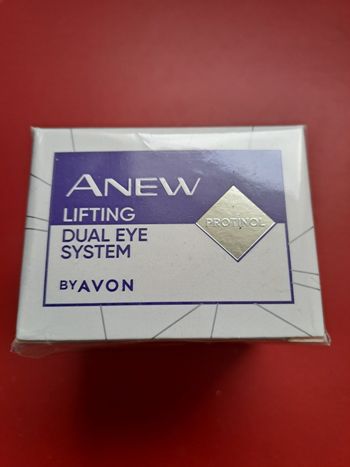 ANEW
LIFTING
DUAL EYE
SYSTEM
PROTINOL
BY AVON